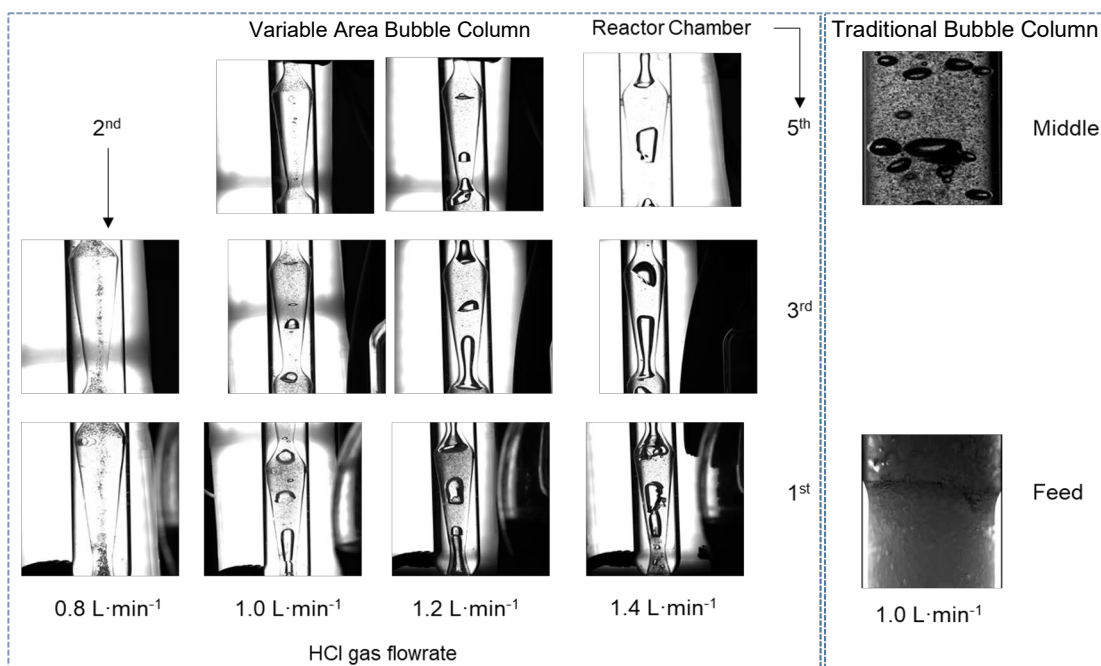 Variable Area Bubble Column
Reactor Chamber
Traditional Bubble Column
2nd
5th
Middle
3rd
1st
Feed
0.8 L·min-1
1.0 L·min-1
1.2 L·min-1
1.4 L·min-1
1.0 L·min-1
HCl gas flowrate